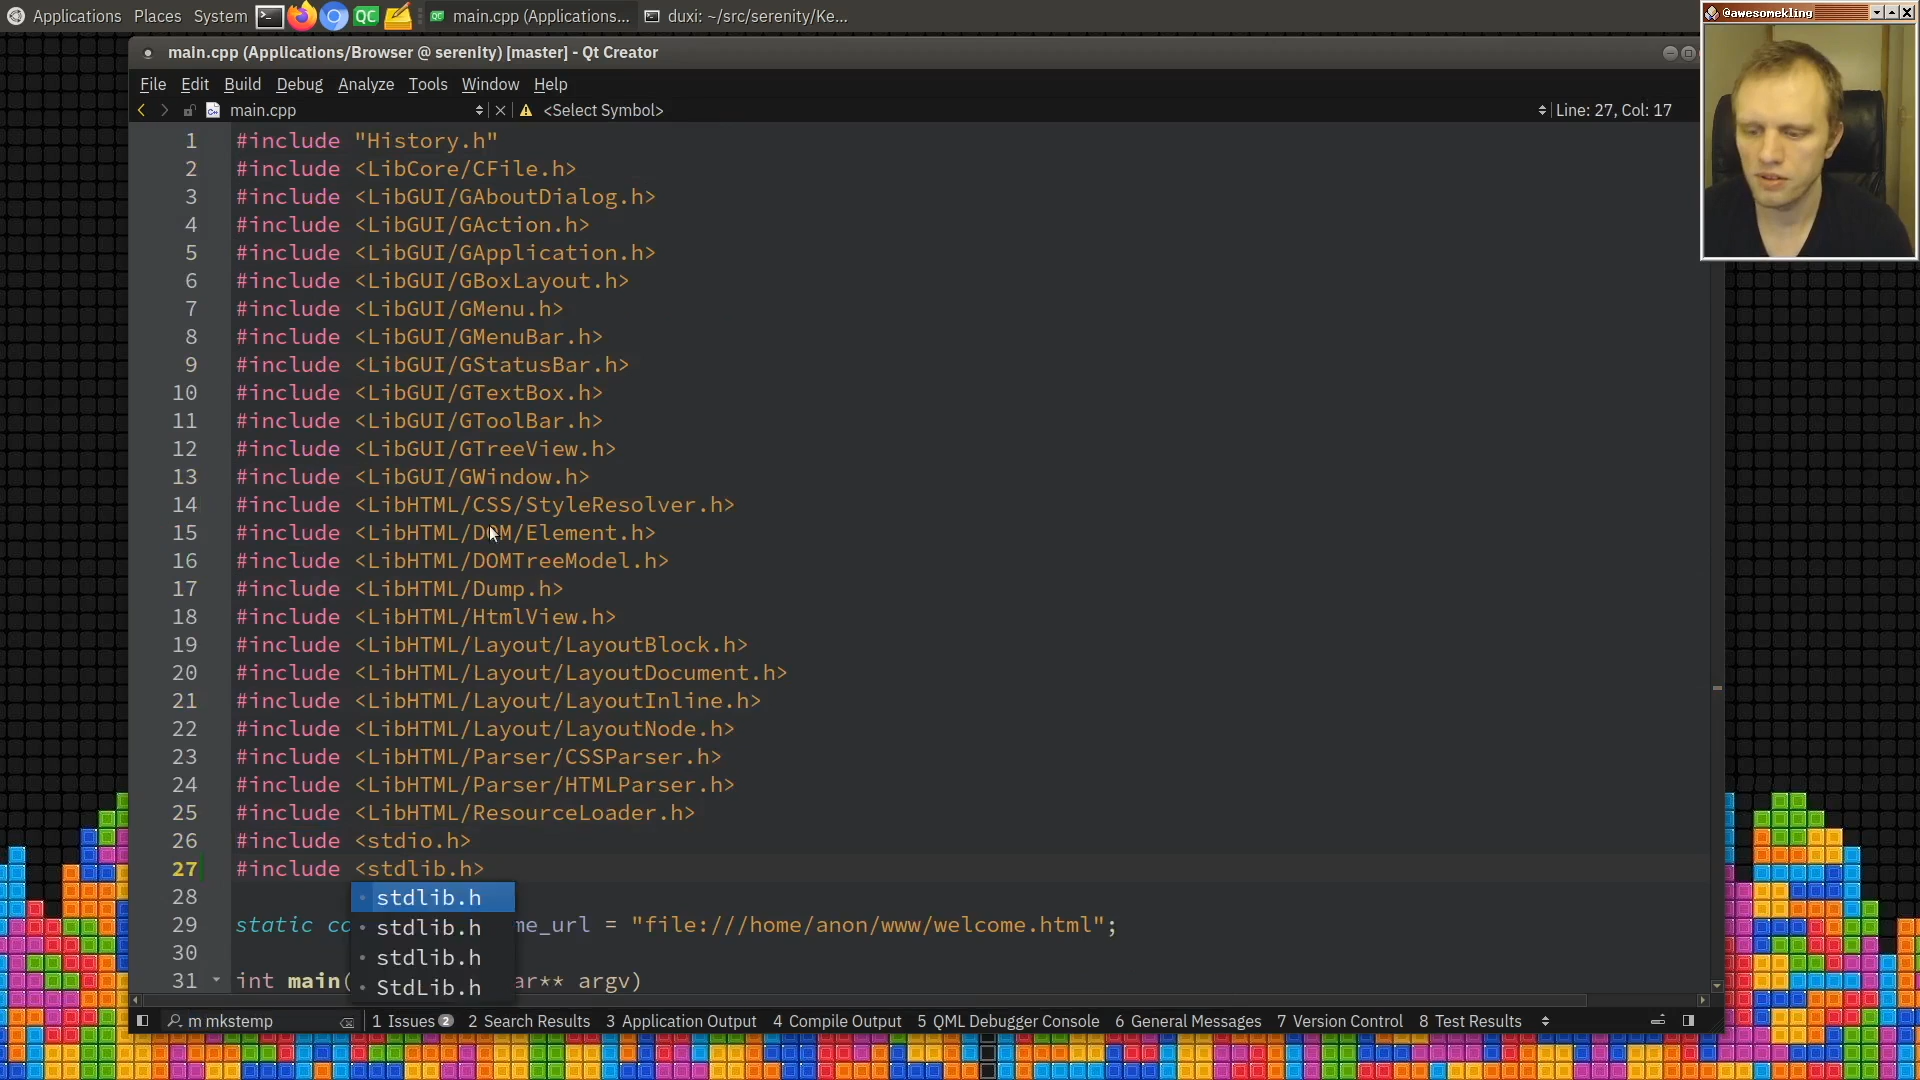 Applications Places System main.cpp (Applications... duxi: ~/src/serenity/Ke...
@awesomekling
main.cpp (Applications/Browser @ serenity) [master] - Qt Creator
File Edit Build Debug Analyze Tools Window Help
main.cpp <Select Symbol> Line: 27, Col: 17
1 #include "History.h"
2 #include <LibCore/CFile.h>
3 #include <LibGUI/GAboutDialog.h>
4 #include <LibGUI/GAction.h>
5 #include <LibGUI/GApplication.h>
6 #include <LibGUI/GBoxLayout.h>
7 #include <LibGUI/GMenu.h>
8 #include <LibGUI/GMenuBar.h>
9 #include <LibGUI/GStatusBar.h>
10 #include <LibGUI/GTextBox.h>
11 #include <LibGUI/GToolBar.h>
12 #include <LibGUI/GTreeView.h>
13 #include <LibGUI/GWindow.h>
14 #include <LibHTML/CSS/StyleResolver.h>
15 #include <LibHTML/DOM/Element.h>
16 #include <LibHTML/DOMTreeModel.h>
17 #include <LibHTML/Dump.h>
18 #include <LibHTML/HtmlView.h>
19 #include <LibHTML/Layout/LayoutBlock.h>
20 #include <LibHTML/Layout/LayoutDocument.h>
21 #include <LibHTML/Layout/LayoutInline.h>
22 #include <LibHTML/Layout/LayoutNode.h>
23 #include <LibHTML/Parser/CSSParser.h>
24 #include <LibHTML/Parser/HTMLParser.h>
25 #include <LibHTML/ResourceLoader.h>
26 #include <stdio.h>
27 #include <stdlib.h>
28 stdlib.h
29 static co stdlib.h me_url = "file:///home/anon/www/welcome.html";
30 stdlib.h
31 int main( StdLib.h ar** argv)
m mkstemp 1 Issues 2 2 Search Results 3 Application Output 4 Compile Output 5 QML Debugger Console 6 General Messages 7 Version Control 8 Test Results